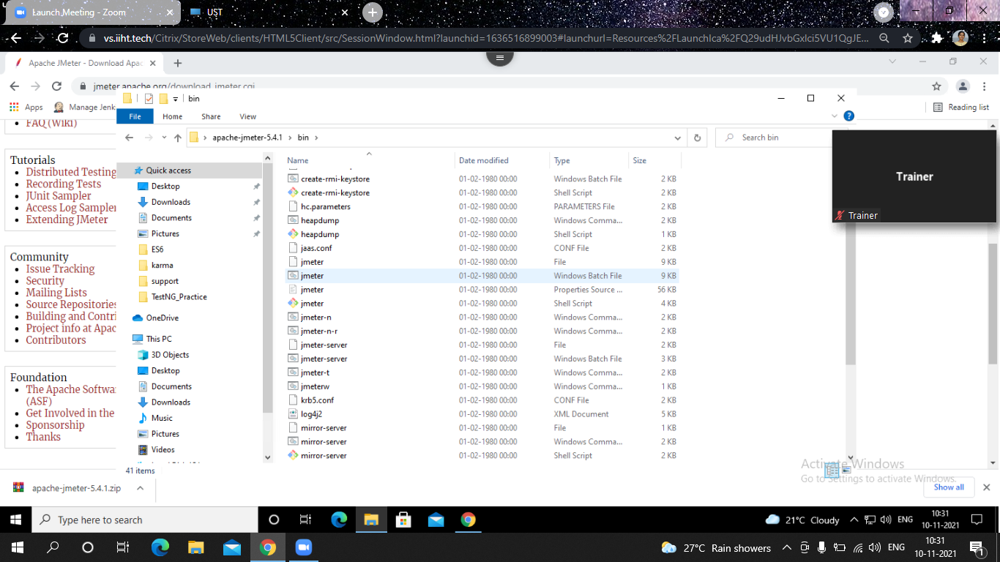 Launch Meeting - Zoom
UST
vs.iiht.tech/Citrix/StoreWeb/clients/HTML5Client/src/SessionWindow.html?launchid=1636516899003#launchurl=Resources%2FLaunchIca%2FQ29udHJvbGxlci5VU1QgJE...
Apache JMeter - Download Apac
jmeter.apache.org/download_jmeter.cgi
Apps
Manage Jenk
Reading list
bin
File Home Share View
apache-jmeter-5.4.1 > bin >
Search bin
FAQ (Wiki)
Tutorials
Distributed Testing
Recording Tests
JUnit Sampler
Access Log Sampler
Extending JMeter
Community
Issue Tracking
Security
Mailing Lists
Source Repositories
Building and Contri
Project info at Apac
Contributors
Foundation
The Apache Softwa
(ASF)
Get Involved in the
Sponsorship
Thanks
Quick access
Desktop
Downloads
Documents
Pictures
ES6
karma
support
TestNG_Practice
OneDrive
This PC
3D Objects
Desktop
Documents
Downloads
Music
Pictures
Videos
41 items
Name Date modified Type Size
create-rmi-keystore 01-02-1980 00:00 Windows Batch File 2 KB
create-rmi-keystore 01-02-1980 00:00 Shell Script 2 KB
hc.parameters 01-02-1980 00:00 PARAMETERS File 2 KB
heapdump 01-02-1980 00:00 Windows Comma... 2 KB
heapdump 01-02-1980 00:00 Shell Script 1 KB
jaas.conf 01-02-1980 00:00 CONF File 2 KB
jmeter 01-02-1980 00:00 File 9 KB
jmeter 01-02-1980 00:00 Windows Batch File 9 KB
jmeter 01-02-1980 00:00 Properties Source ... 56 KB
jmeter 01-02-1980 00:00 Shell Script 4 KB
jmeter-n 01-02-1980 00:00 Windows Comma... 2 KB
jmeter-n-r 01-02-1980 00:00 Windows Comma... 2 KB
jmeter-server 01-02-1980 00:00 File 2 KB
jmeter-server 01-02-1980 00:00 Windows Batch File 3 KB
jmeter-t 01-02-1980 00:00 Windows Comma... 2 KB
jmeterw 01-02-1980 00:00 Windows Comma... 1 KB
krb5.conf 01-02-1980 00:00 CONF File 2 KB
log4j2 01-02-1980 00:00 XML Document 5 KB
mirror-server 01-02-1980 00:00 File 1 KB
mirror-server 01-02-1980 00:00 Windows Comma... 2 KB
mirror-server 01-02-1980 00:00 Shell Script 2 KB
Trainer
Trainer
Activate Windows
Go to Settings to activate Windows.
apache-jmeter-5.4.1.zip
Show all
Type here to search
21°C Cloudy
ENG
10:31
10-11-2021
27°C Rain showers
ENG
10:31
10-11-2021
1